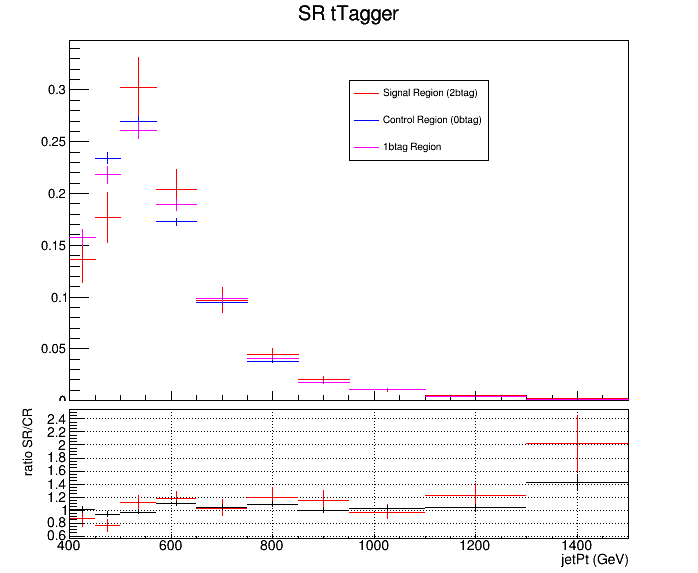 SR tTagger
0.3
0.25
0.2
0.15
0.1
0.05
0
Signal Region (2btag)
Control Region (0btag)
1btag Region
ratio SR/CR
2.4
2.2
2
1.8
1.6
1.4
1.2
1
0.8
0.6
400 600 800 1000 1200 1400
jetPt (GeV)